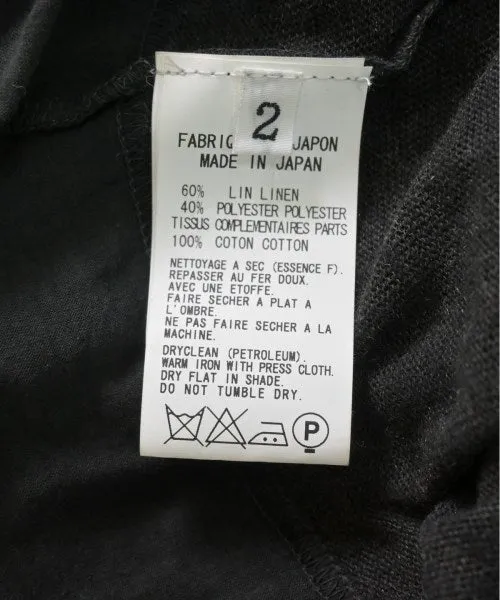 2
FABRIQ JAPON
MADE IN JAPAN
60% LIN LINEN
40% POLYESTER POLYESTER
TISSUS COMPLEMENTAIRES PARTS
100% COTON COTTON
NETTOYAGE A SEC (ESSENCE F).
REPASSER AU FER DOUX.
AVEC UNE ETOFFE.
FAIRE SECHER A PLAT A
L'OMBRE.
NE PAS FAIRE SECHER A LA
MACHINE.
DRYCLEAN (PETROLEUM).
WARM IRON WITH PRESS CLOTH.
DRY FLAT IN SHADE.
DO NOT TUMBLE DRY.
P